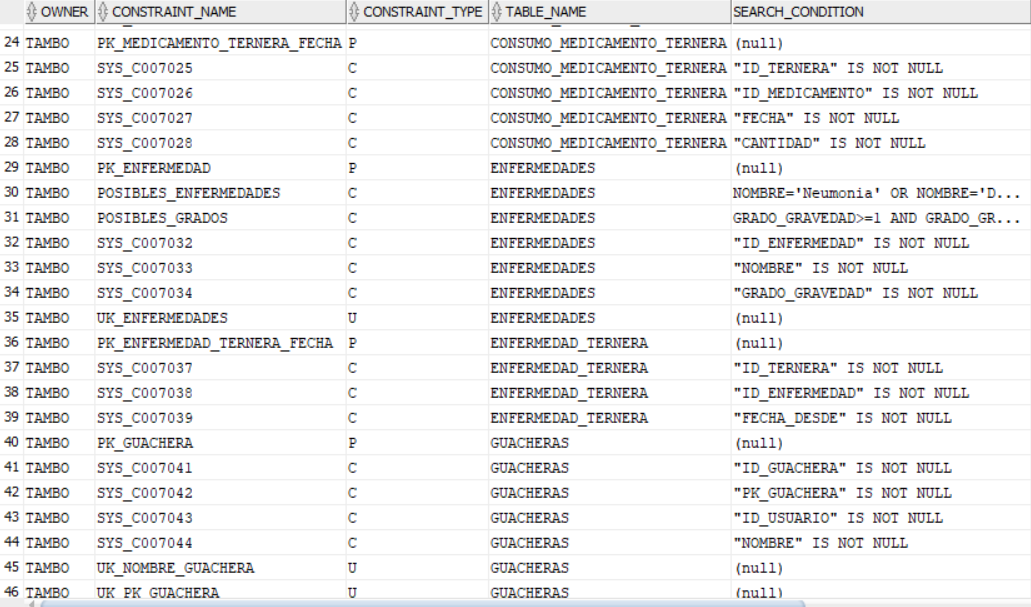 OWNER CONSTRAINT_NAME CONSTRAINT_TYPE TABLE_NAME SEARCH_CONDITION
24 TAMBO PK_MEDICAMENTO_TERNERA_FECHA P CONSUMO_MEDICAMENTO_TERNERA (null)
25 TAMBO SYS_C007025 C CONSUMO_MEDICAMENTO_TERNERA "ID_TERNERA" IS NOT NULL
26 TAMBO SYS_C007026 C CONSUMO_MEDICAMENTO_TERNERA "ID_MEDICAMENTO" IS NOT NULL
27 TAMBO SYS_C007027 C CONSUMO_MEDICAMENTO_TERNERA "FECHA" IS NOT NULL
28 TAMBO SYS_C007028 C CONSUMO_MEDICAMENTO_TERNERA "CANTIDAD" IS NOT NULL
29 TAMBO PK_ENFERMEDAD P ENFERMEDADES (null)
30 TAMBO POSIBLES_ENFERMEDADES C ENFERMEDADES NOMBRE='Neumonia' OR NOMBRE='D...
31 TAMBO POSIBLES_GRADOS C ENFERMEDADES GRADO_GRAVEDAD>=1 AND GRADO_GR...
32 TAMBO SYS_C007032 C ENFERMEDADES "ID_ENFERMEDAD" IS NOT NULL
33 TAMBO SYS_C007033 C ENFERMEDADES "NOMBRE" IS NOT NULL
34 TAMBO SYS_C007034 C ENFERMEDADES "GRADO_GRAVEDAD" IS NOT NULL
35 TAMBO UK_ENFERMEDADES U ENFERMEDADES (null)
36 TAMBO PK_ENFERMEDAD_TERNERA_FECHA P ENFERMEDAD_TERNERA (null)
37 TAMBO SYS_C007037 C ENFERMEDAD_TERNERA "ID_TERNERA" IS NOT NULL
38 TAMBO SYS_C007038 C ENFERMEDAD_TERNERA "ID_ENFERMEDAD" IS NOT NULL
39 TAMBO SYS_C007039 C ENFERMEDAD_TERNERA "FECHA_DESDE" IS NOT NULL
40 TAMBO PK_GUACHERA P GUACHERAS (null)
41 TAMBO SYS_C007041 C GUACHERAS "ID_GUACHERA" IS NOT NULL
42 TAMBO SYS_C007042 C GUACHERAS "PK_GUACHERA" IS NOT NULL
43 TAMBO SYS_C007043 C GUACHERAS "ID_USUARIO" IS NOT NULL
44 TAMBO SYS_C007044 C GUACHERAS "NOMBRE" IS NOT NULL
45 TAMBO UK_NOMBRE_GUACHERA U GUACHERAS (null)
46 TAMBO UK_PK_GUACHERA U GUACHERAS (null)